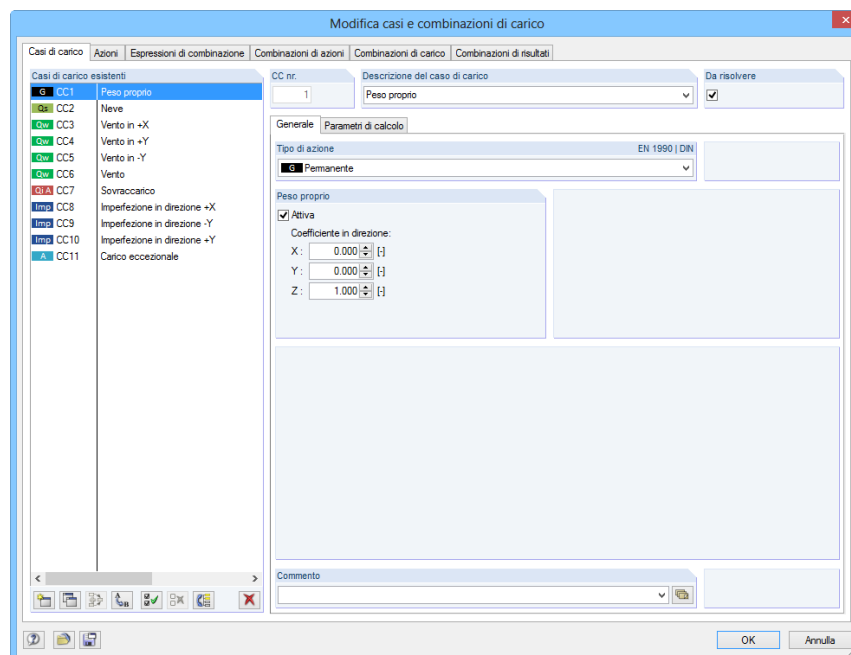 Modifica casi e combinazioni di carico
Casi di carico Azioni Espressioni di combinazione Combinazioni di azioni Combinazioni di carico Combinazioni di risultati
Casi di carico esistenti
G CC1 Peso proprio
Qs CC2 Neve
Qw CC3 Vento in +X
Qw CC4 Vento in +Y
Qw CC5 Vento in -Y
Qw CC6 Vento
Qi A CC7 Sovraccarico
Imp CC8 Imperfezione in direzione +X
Imp CC9 Imperfezione in direzione -Y
Imp CC10 Imperfezione in direzione +Y
A CC11 Carico eccezionale
CC nr.
1
Descrizione del caso di carico
Peso proprio
Da risolvere
Generale Parametri di calcolo
Tipo di azione EN 1990 | DIN
G Permanente
Peso proprio
Attiva
Coefficiente in direzione:
X : 0.000 [-]
Y : 0.000 [-]
Z : 1.000 [-]
Commento
OK Annulla